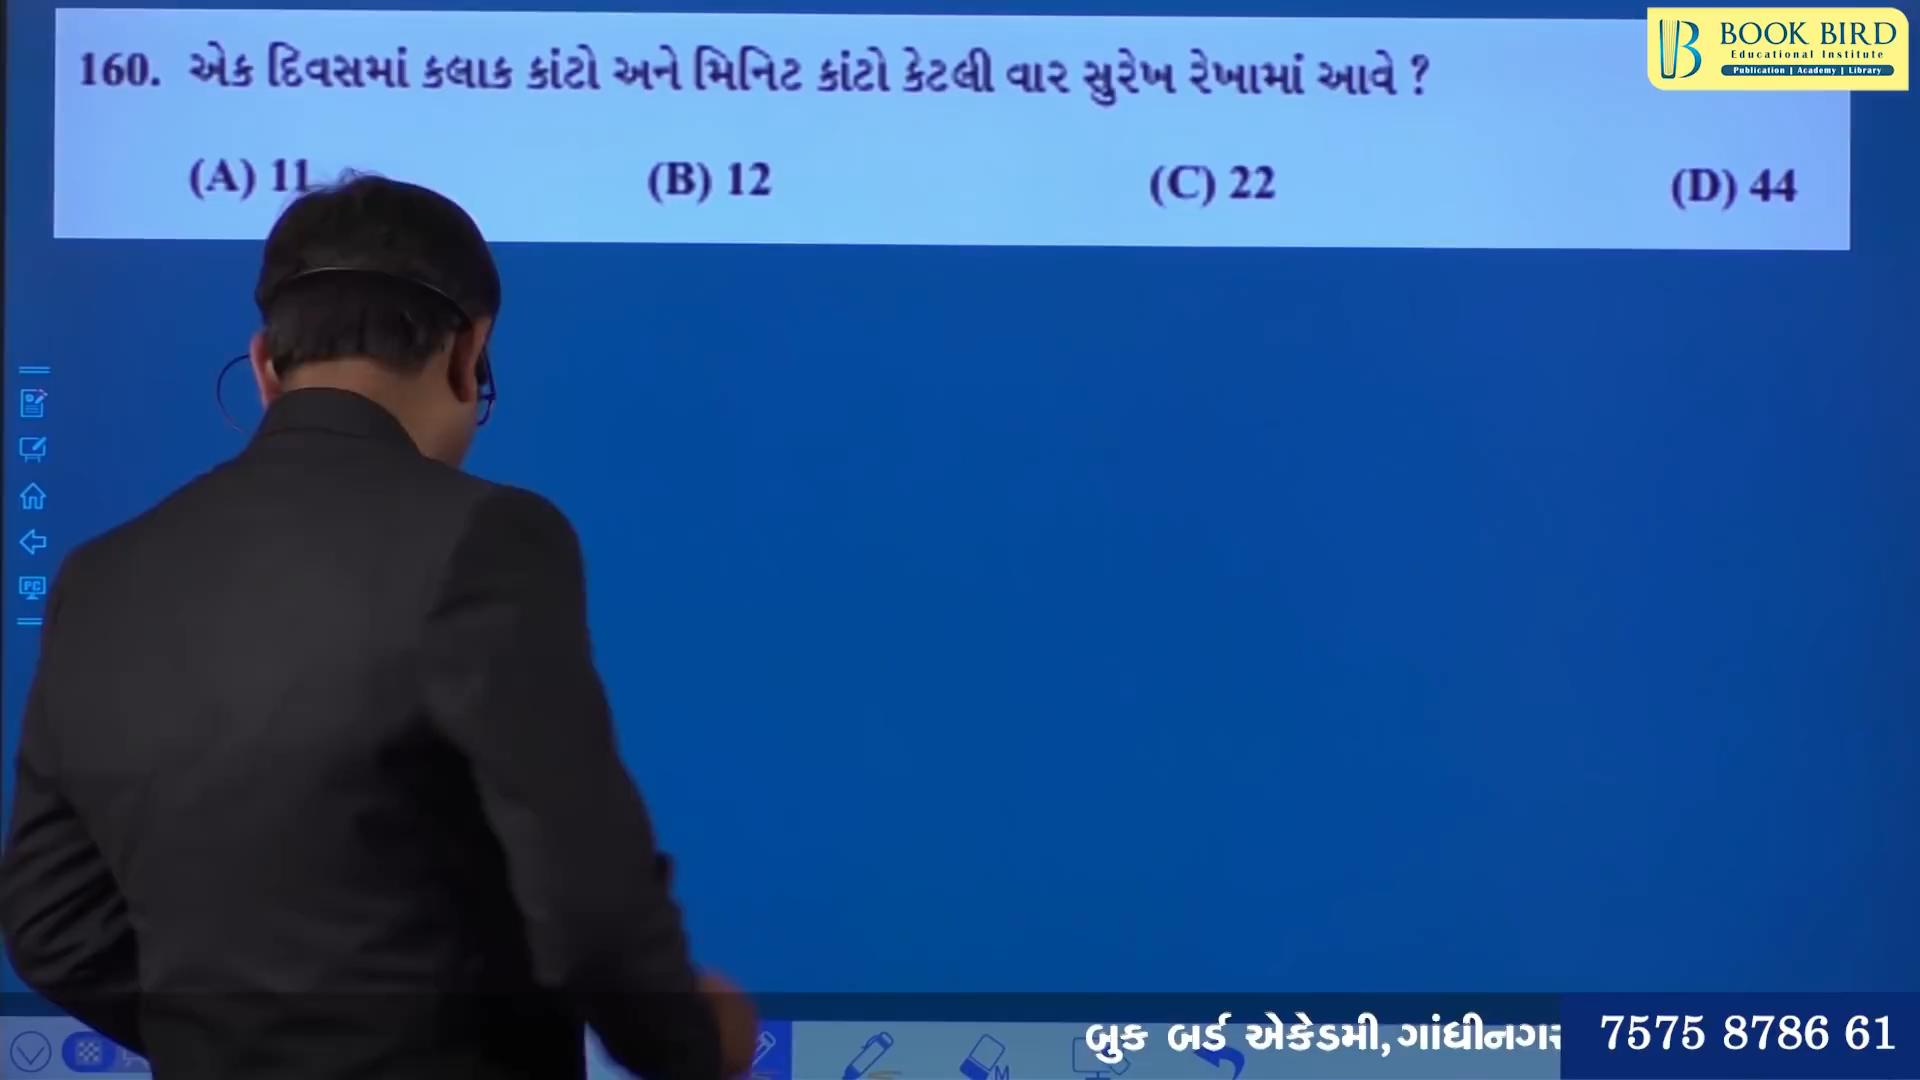 160. એક દિવસમાં કલાક કાંટો અને મિનિટ કાંટો કેટલી વાર સુરેખ રેખામાં આવે ?
(A) 11
(B) 12
(C) 22
(D) 44
BOOK BIRD
Educational Institute
Publication | Academy | Library
PC
M
બુક બર્ડ એકેડમી,ગાંધીનગર
7575 8786 61